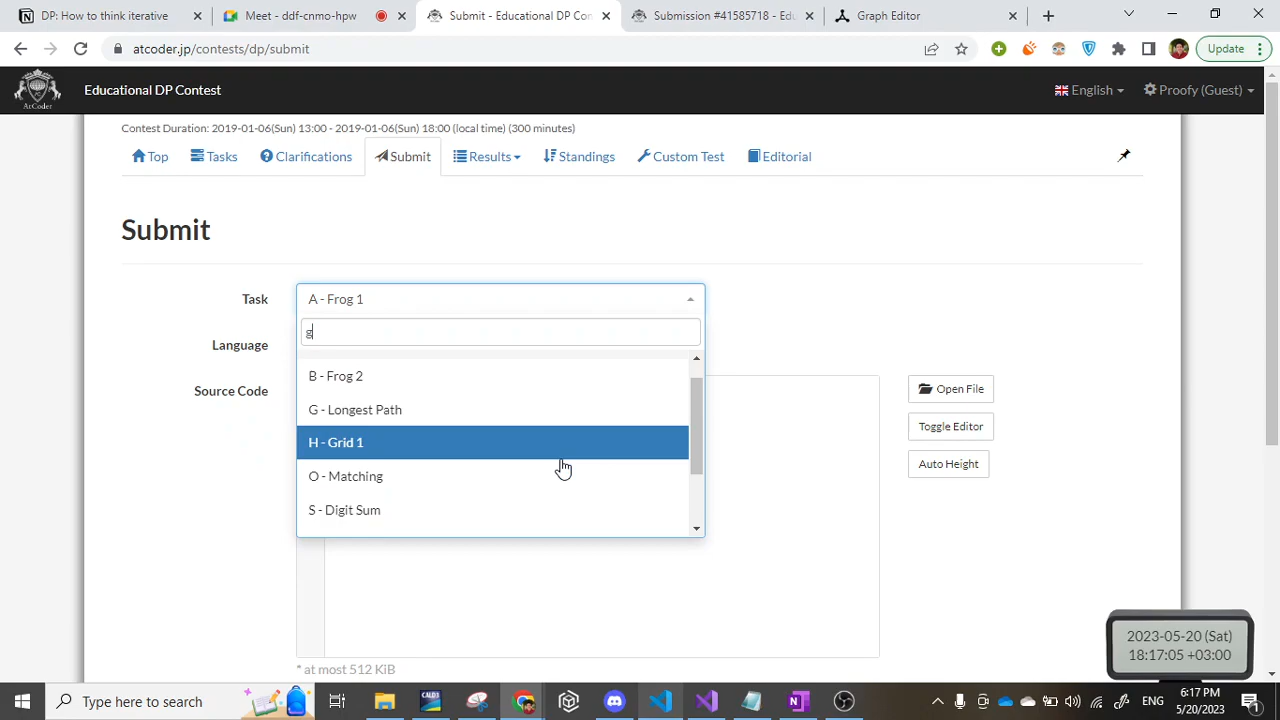 DP: How to think iterative
Meet - ddf-cnmo-hpw
Submit - Educational DP Con
Submission #41585718 - Edu
Graph Editor
atcoder.jp/contests/dp/submit
Update
AtCoder
Educational DP Contest
English
Proofy (Guest)
Contest Duration: 2019-01-06(Sun) 13:00 - 2019-01-06(Sun) 18:00 (local time) (300 minutes)
Top
Tasks
Clarifications
Submit
Results
Standings
Custom Test
Editorial
Submit
Task
A - Frog 1
g
Language
B - Frog 2
Source Code
Open File
G - Longest Path
Toggle Editor
H - Grid 1
Auto Height
O - Matching
S - Digit Sum
* at most 512 KiB
2023-05-20 (Sat)
18:17:05 +03:00
Type here to search
CALDS
ENG
6:17 PM
5/20/2023